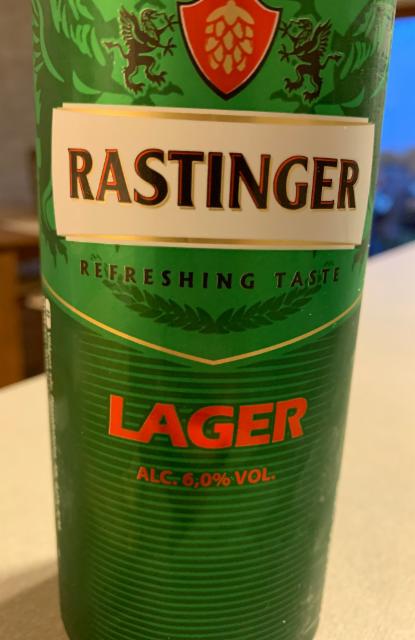 RASTINGER
REFRESHING TASTE
LAGER
ALC. 6,0% VOL.